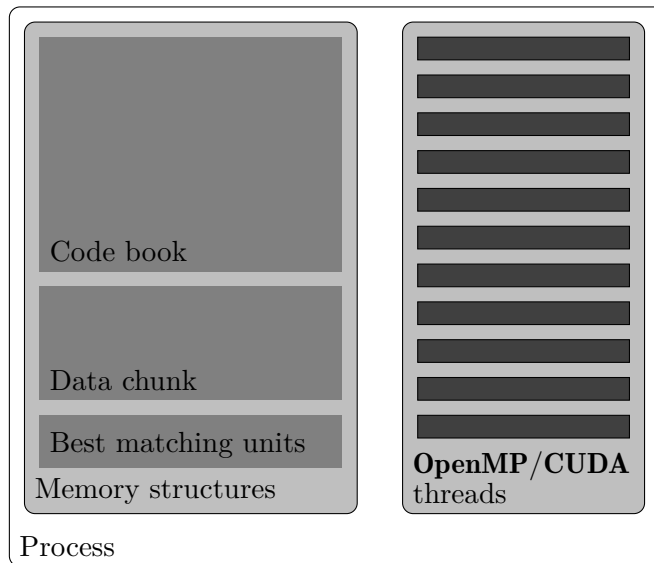 Code book
Data chunk
Best matching units
Memory structures
OpenMP/CUDA
threads
Process